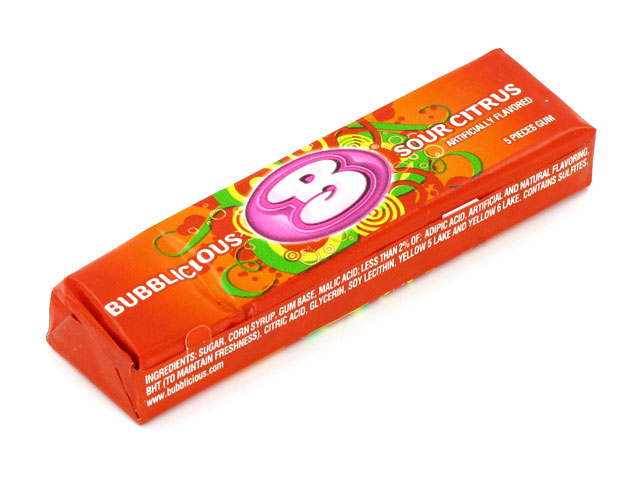 BUBBLICIOUS
B®
SOUR CITRUS
ARTIFICIALLY FLAVORED
5 PIECES GUM
INGREDIENTS: SUGAR, CORN SYRUP, GUM BASE, MALIC ACID; LESS THAN 2% OF: ADIPIC ACID, ARTIFICIAL AND NATURAL FLAVORING,
BHT (TO MAINTAIN FRESHNESS), CITRIC ACID, GLYCERIN, SOY LECITHIN, YELLOW 5 LAKE AND YELLOW 6 LAKE. CONTAINS SULFITES.
www.bubblicious.com